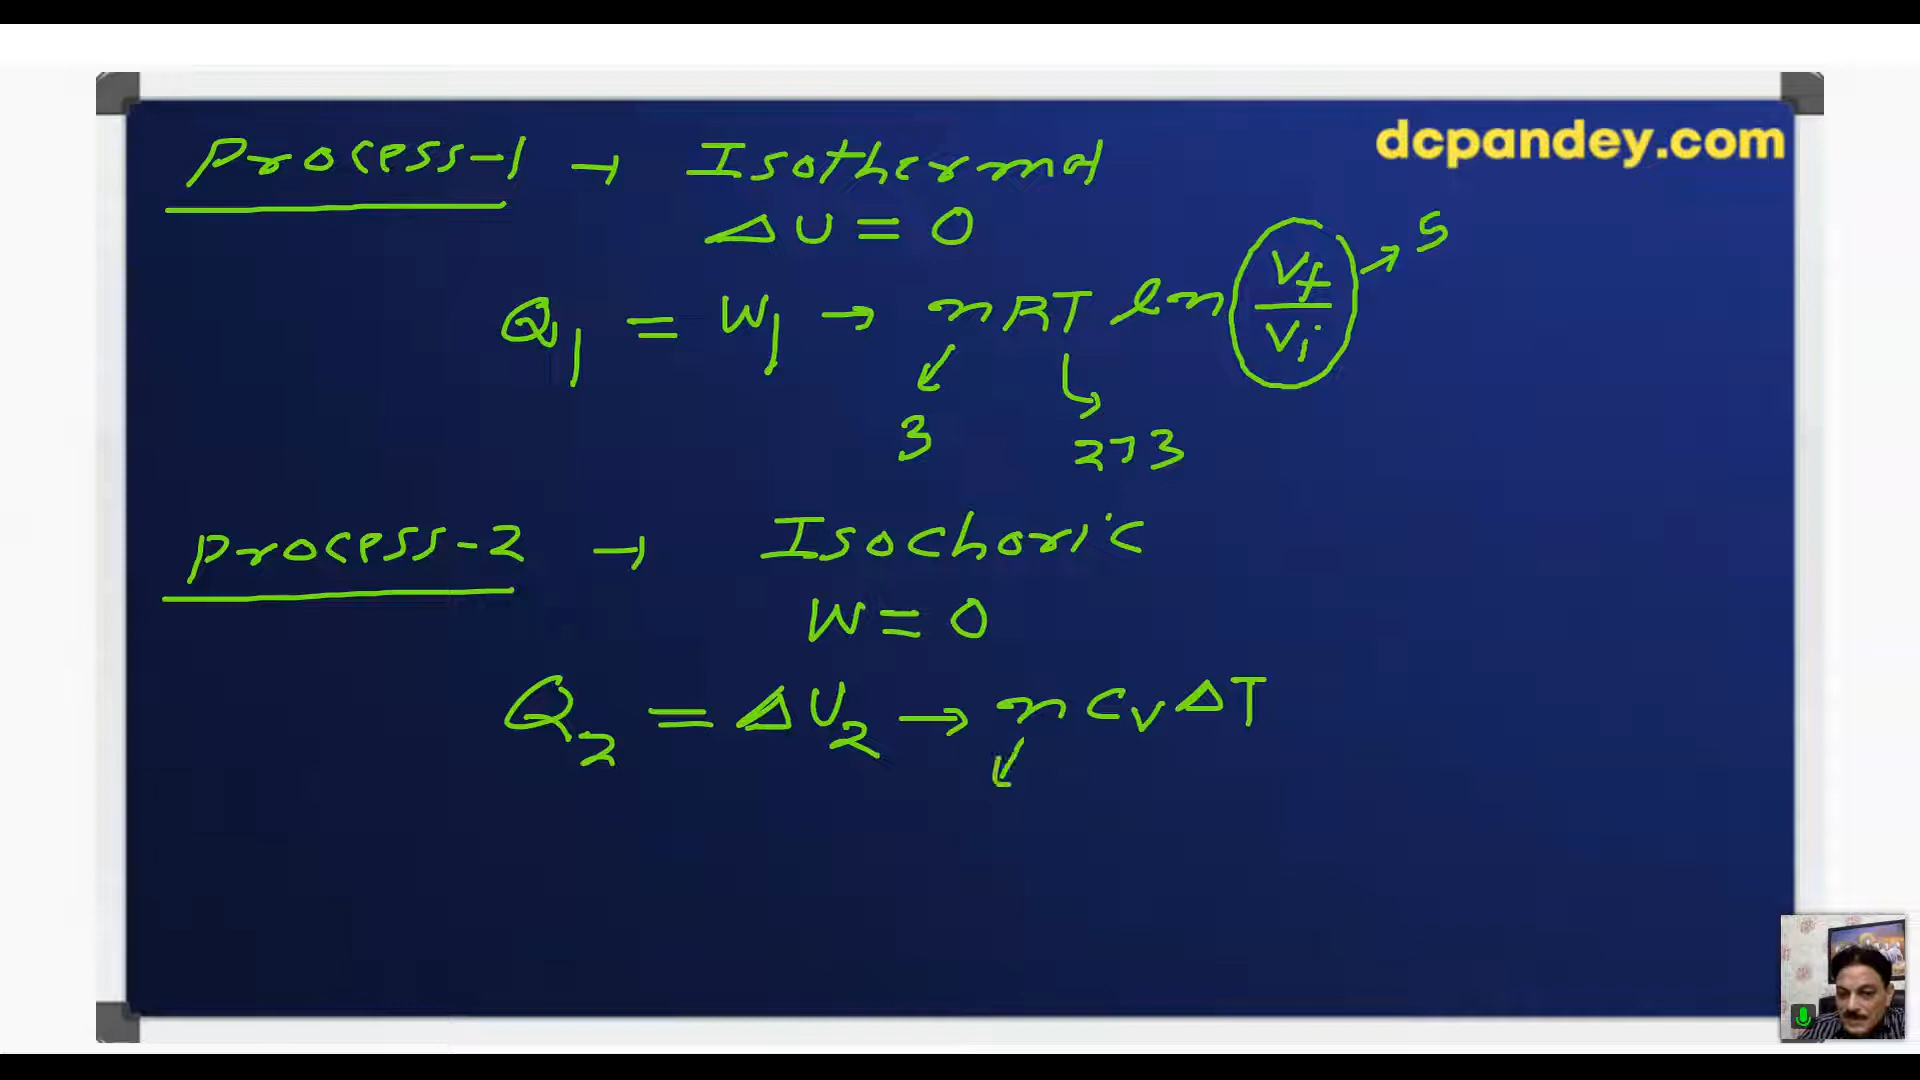 dcpandey.com
Process-1 → Isothermal
ΔU = 0
Q1 = W1 → nRT ln Vf/Vi → 5
3 273
Process-2 → Isochoric
W = 0
Q2 = ΔU2 → nCvΔT